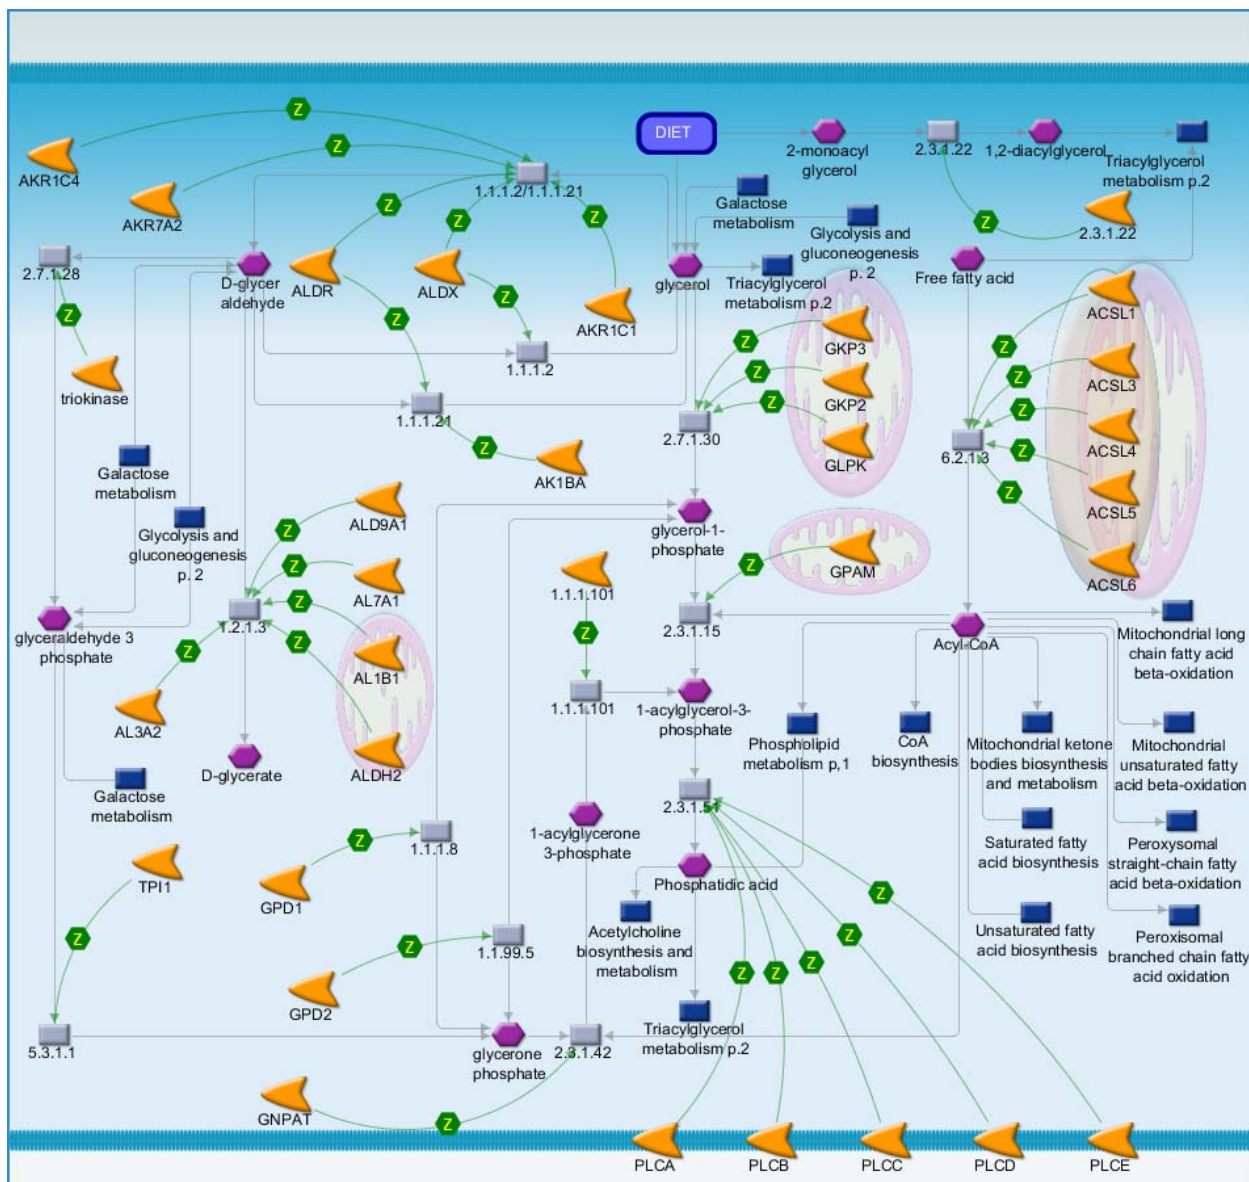 Z
DIET
2-monoacyl
glycerol
2.3.1.22
1,2-diacylglycerol
Triacylglycerol
metabolism p.2
AKR1C4
Z
AKR7A2
1.1.1.2/1.1.1.21
Galactose
metabolism
Z
Z
Z
Z
2.3.1.22
Glycolysis and
gluconeogenesis
p. 2
2.7.1.28
D-glycer
aldehyde
ALDR
ALDX
glycerol
Triacylglycerol
metabolism p.2
Free fatty acid
Z
Z
Z
AKR1C1
ACSL1
GKP3
Z
Z
1.1.1.2
triokinase
ACSL3
Z
Z
GKP2
1.1.1.21
Z
Z
2.7.1.30
ACSL4
Z
GLPK
6.2.1.3
Z
Galactose
metabolism
AK1BA
ACSL5
Z
ALD9A1
Glycolysis and
gluconeogenesis
p. 2
Z
glycerol-1-
phosphate
Z
AL7A1
1.1.1.101
Z
GPAM
ACSL6
Z
1.2.1.3
2.3.1.15
glyceraldehyde 3
phosphate
Z
Z
Z
AL1B1
Acyl-CoA
Mitochondrial long
chain fatty acid
beta-oxidation
AL3A2
1.1.1.101
1-acylglycerol-3-
phosphate
D-glycerate
ALDH2
Phospholipid
metabolism p,1
CoA
biosynthesis
Mitochondrial ketone
bodies biosynthesis
and metabolism
Mitochondrial
unsaturated fatty
acid beta-oxidation
Galactose
metabolism
2.3.1.51
1-acylglycerone
3-phosphate
Z
1.1.1.8
Saturated fatty
acid biosynthesis
Peroxysomal
straight-chain fatty
acid beta-oxidation
TPI1
GPD1
Phosphatidic acid
Z
Acetylcholine
biosynthesis and
metabolism
Unsaturated fatty
acid biosynthesis
Peroxisomal
branched chain fatty
acid oxidation
Z
Z
1.1.99.5
Z
Z
Z
Z
GPD2
Triacylglycerol
metabolism p.2
5.3.1.1
glycerone
phosphate
2.3.1.42
GNPAT
Z
PLCA
PLCB
PLCC
PLCD
PLCE